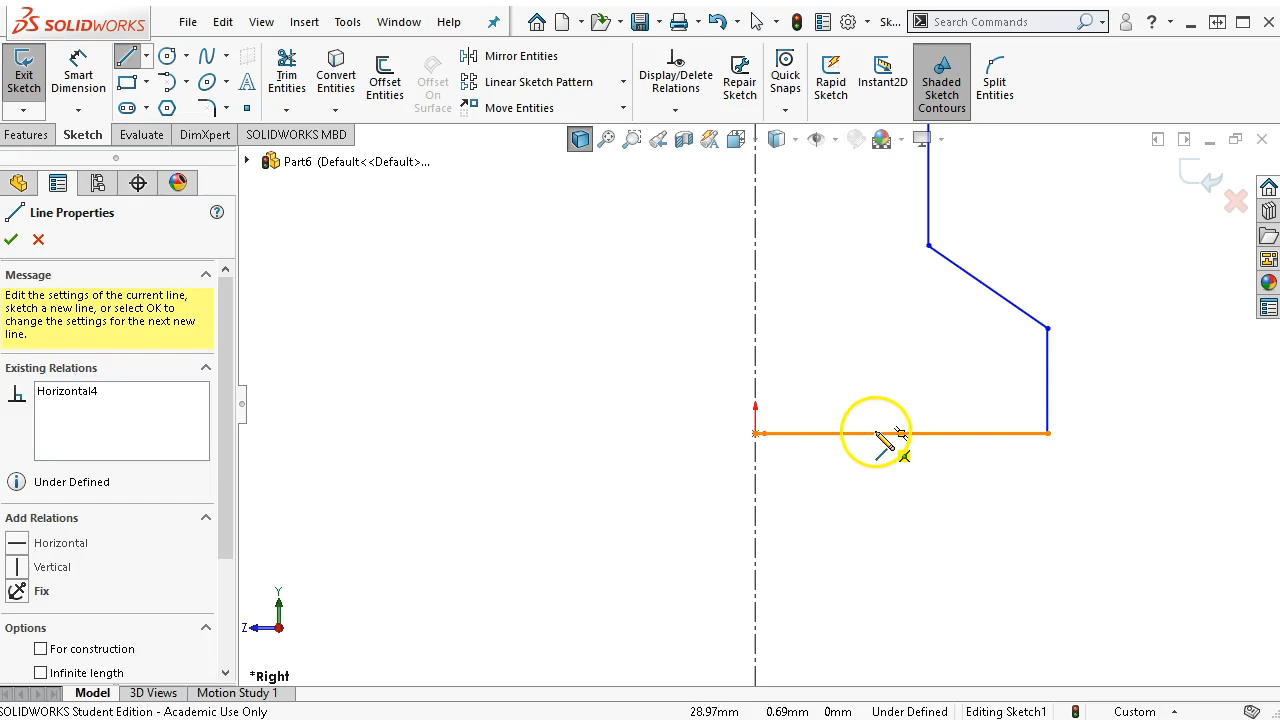 SOLIDWORKS
File Edit View Insert Tools Window Help
Sk...
Search Commands
Exit Sketch
Smart Dimension
Trim Entities
Convert Entities
Offset Entities
Offset On Surface
Mirror Entities
Linear Sketch Pattern
Move Entities
Display/Delete Relations
Repair Sketch
Quick Snaps
Rapid Sketch
Instant2D
Shaded Sketch Contours
Split Entities
Features Sketch Evaluate DimXpert SOLIDWORKS MBD
Part6 (Default<<Default>...
Line Properties
Message
Edit the settings of the current line,
sketch a new line, or select OK to
change the settings for the next new
line.
Existing Relations
Horizontal4
Under Defined
Add Relations
Horizontal
Vertical
Fix
Options
For construction
Infinite length
Y
Z
*Right
Model 3D Views Motion Study 1
SOLIDWORKS Student Edition - Academic Use Only
28.97mm 0.69mm 0mm Under Defined Editing Sketch1 Custom